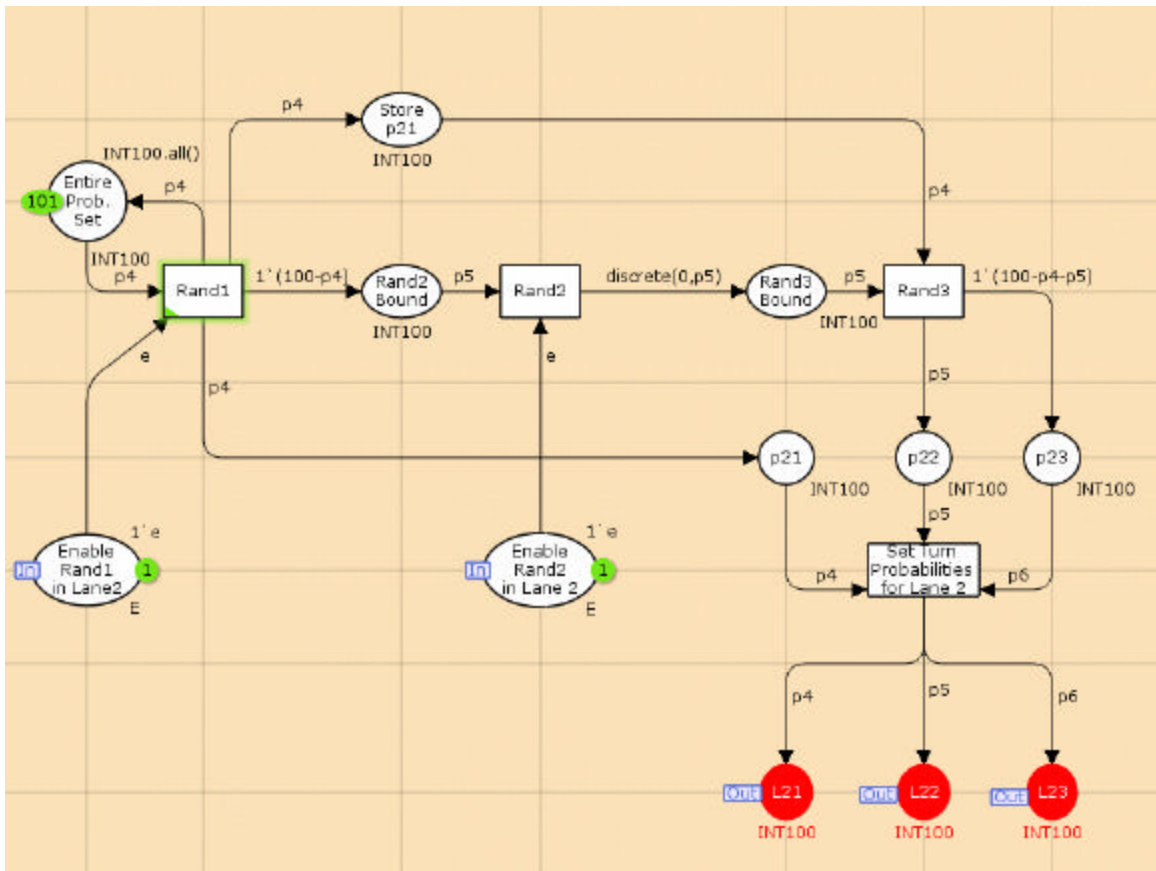 p4
Store
p21
INT100
INT100.all()
Entire
Prob.
Set
101
p4
p4
INT100
p4
Rand1
1`(100-p4)
Rand2
Bound
INT100
p5
Rand2
discrete(0,p5)
Rand3
Bound
INT100
p5
Rand3
1`(100-p4-p5)
e
e
p4
p5
p21
INT100
p22
INT100
p23
INT100
1`e
Enable
Rand1
in Lane2
In
1
E
1`e
Enable
Rand2
in Lane 2
In
1
E
p5
Set Turn
Probabilities
for Lane 2
p4
p6
p4
p5
p6
Out
L21
INT100
Out
L22
INT100
Out
L23
INT100